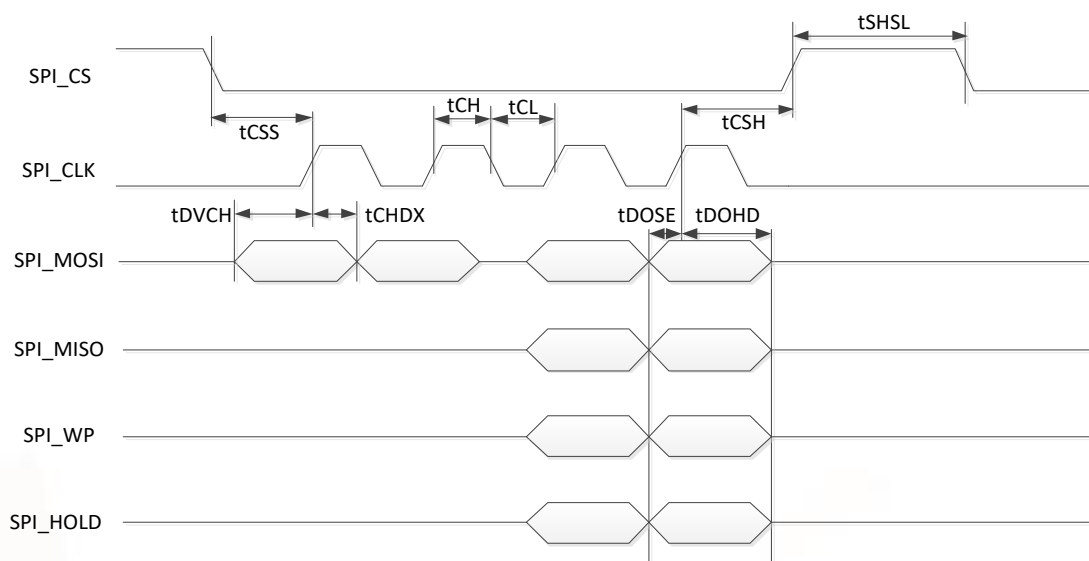 tSHSL
SPI_CS
tCSS
tCH
tCL
tCSH
SPI_CLK
tDVCH
tCHDX
tDOSE
tDOHD
SPI_MOSI
SPI_MISO
SPI_WP
SPI_HOLD